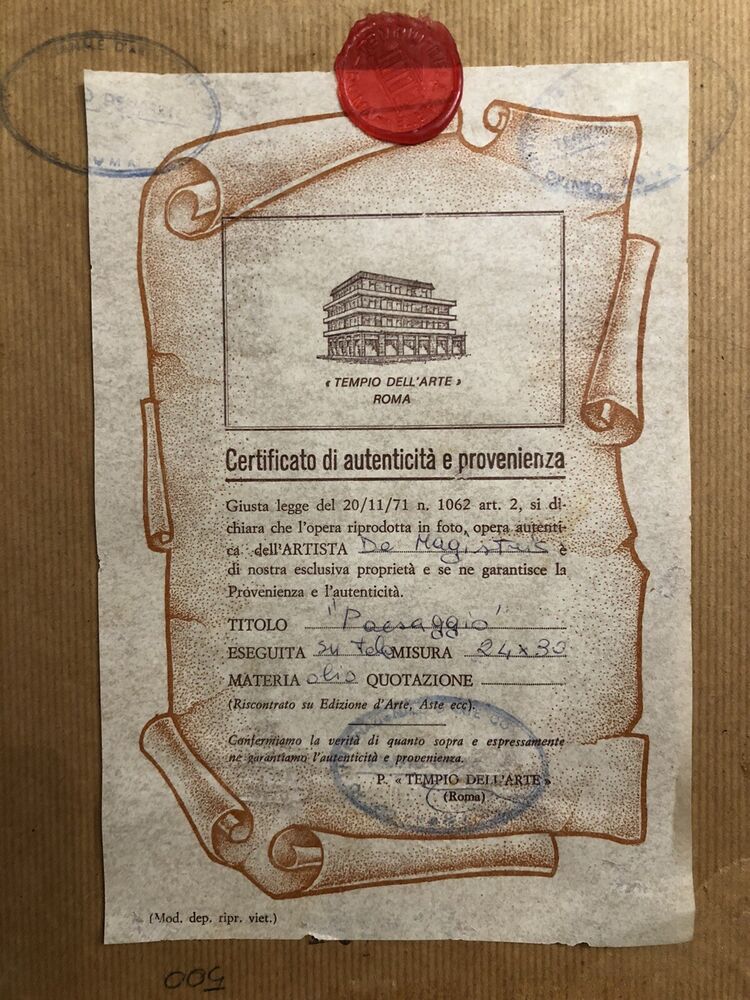 « TEMPIO DELL'ARTE »
ROMA
Certificato di autenticità e provenienza
Giusta legge del 20/11/71 n. 1062 art. 2, si di-
chiara che l'opera riprodotta in foto, opera autenti-
ca dell'ARTISTA De Magistris è
di nostra esclusiva proprietà e se ne garantisce la
Provenienza e l'autenticità.
TITOLO "Paesaggio"
ESEGUITA su tela MISURA 24x30
MATERIA olio QUOTAZIONE
(Riscontrato su Edizione d'Arte, Aste ecc).
Confermiamo la verità di quanto sopra e espressamente
ne garantiamo l'autenticità e provenienza.
P. « TEMPIO DELL'ARTE »
(Roma)
(Mod. dep. ripr. viet.)
500